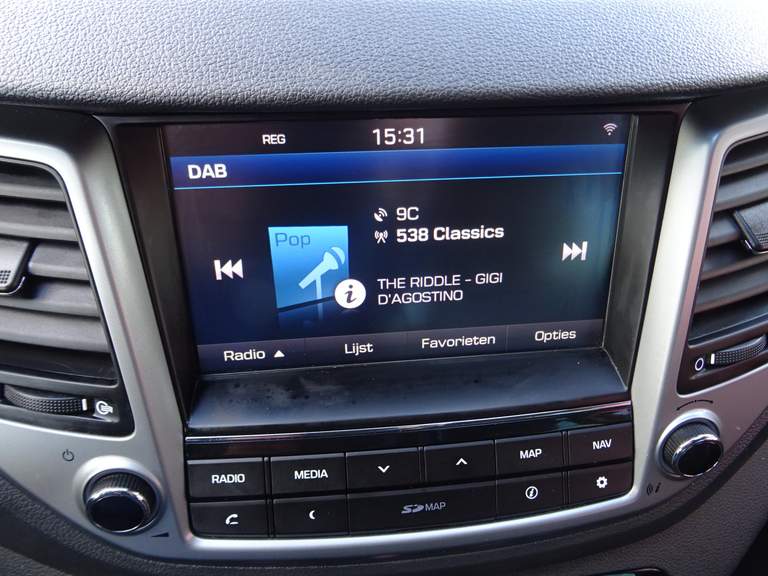 REG 15:31
DAB
Pop
9C
538 Classics
THE RIDDLE - GIGI
D'AGOSTINO
Radio Lijst Favorieten Opties
RADIO MEDIA MAP NAV
SD MAP